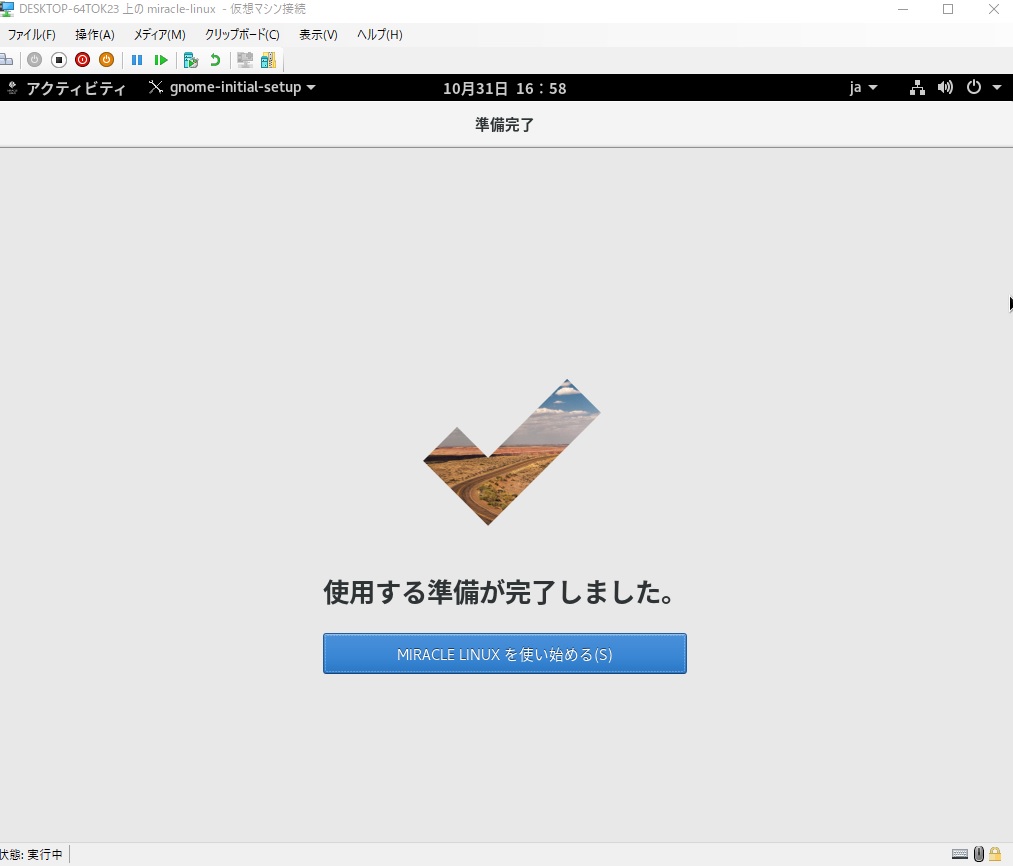 DESKTOP-64TOK23 上の miracle-linux - 仮想マシン接続
ファイル(F) 操作(A) メディア(M) クリップボード(C) 表示(V) ヘルプ(H)
アクティビティ gnome-initial-setup 10月31日 16：58 ja
準備完了
使用する準備が完了しました。
MIRACLE LINUX を使い始める(S)
状態: 実行中